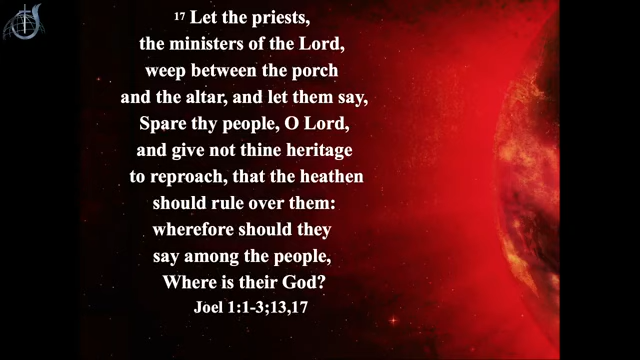 17 Let the priests,
the ministers of the Lord,
weep between the porch
and the altar, and let them say,
Spare thy people, O Lord,
and give not thine heritage
to reproach, that the heathen
should rule over them:
wherefore should they
say among the people,
Where is their God?
Joel 1:1-3;13,17